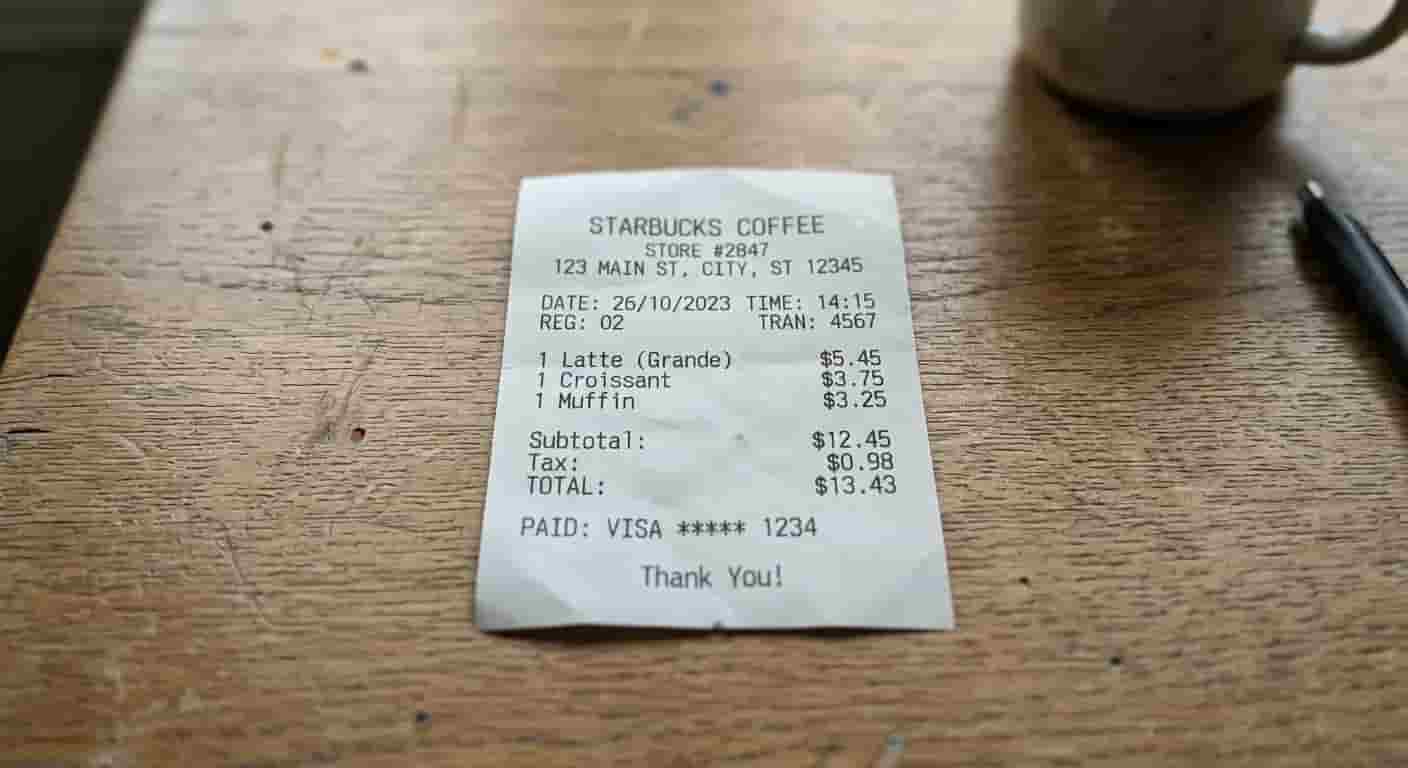 STARBUCKS COFFEE
STORE #2847
123 MAIN ST, CITY, ST 12345
DATE: 26/10/2023 TIME: 14:15
REG: 02 TRAN: 4567
1 Latte (Grande) $5.45
1 Croissant $3.75
1 Muffin $3.25
Subtotal: $12.45
Tax: $0.98
TOTAL: $13.43
PAID: VISA ***** 1234
Thank You!